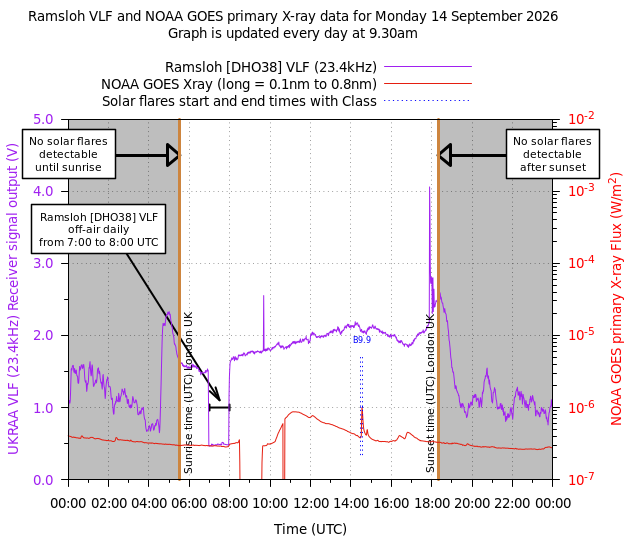 Ramsloh VLF and NOAA GOES primary X-ray data for Monday 14 September 2026
Graph is updated every day at 9.30am
Ramsloh [DHO38] VLF (23.4kHz)
NOAA GOES Xray (long = 0.1nm to 0.8nm)
Solar flares start and end times with Class
5.0
4.0
3.0
2.0
1.0
0.0
UKRAA VLF (23.4kHz) Receiver signal output (V)
No solar flares
detectable
until sunrise
Ramsloh [DHO38] VLF
off-air daily
from 7:00 to 8:00 UTC
Sunrise time (UTC) London UK
B9.9
Sunset time (UTC) London UK
No solar flares
detectable
after sunset
10⁻²
10⁻³
10⁻⁴
10⁻⁵
10⁻⁶
10⁻⁷
NOAA GOES primary X-ray Flux (W/m²)
00:00 02:00 04:00 06:00 08:00 10:00 12:00 14:00 16:00 18:00 20:00 22:00 00:00
Time (UTC)